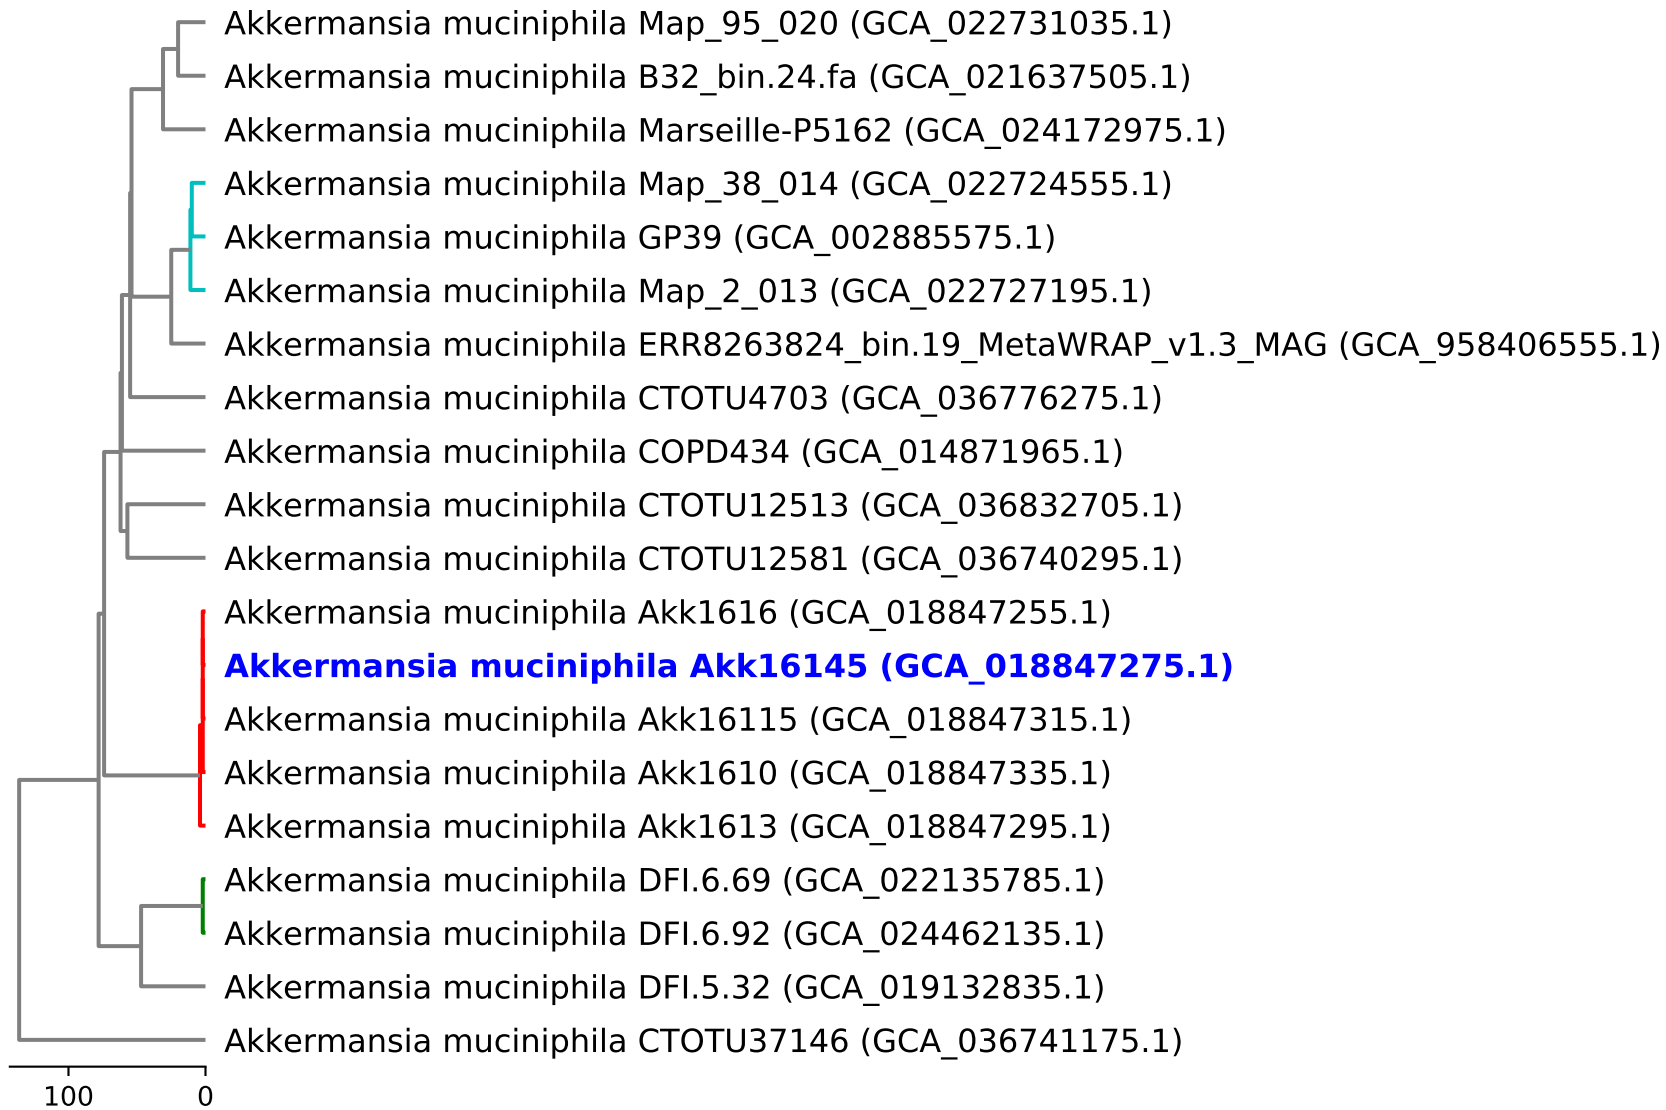 Akkermansia muciniphila Map_95_020 (GCA_022731035.1)
Akkermansia muciniphila B32_bin.24.fa (GCA_021637505.1)
Akkermansia muciniphila Marseille-P5162 (GCA_024172975.1)
Akkermansia muciniphila Map_38_014 (GCA_022724555.1)
Akkermansia muciniphila GP39 (GCA_002885575.1)
Akkermansia muciniphila Map_2_013 (GCA_022727195.1)
Akkermansia muciniphila ERR8263824_bin.19_MetaWRAP_v1.3_MAG (GCA_958406555.1)
Akkermansia muciniphila CTOTU4703 (GCA_036776275.1)
Akkermansia muciniphila COPD434 (GCA_014871965.1)
Akkermansia muciniphila CTOTU12513 (GCA_036832705.1)
Akkermansia muciniphila CTOTU12581 (GCA_036740295.1)
Akkermansia muciniphila Akk1616 (GCA_018847255.1)
Akkermansia muciniphila Akk16145 (GCA_018847275.1)
Akkermansia muciniphila Akk16115 (GCA_018847315.1)
Akkermansia muciniphila Akk1610 (GCA_018847335.1)
Akkermansia muciniphila Akk1613 (GCA_018847295.1)
Akkermansia muciniphila DFI.6.69 (GCA_022135785.1)
Akkermansia muciniphila DFI.6.92 (GCA_024462135.1)
Akkermansia muciniphila DFI.5.32 (GCA_019132835.1)
Akkermansia muciniphila CTOTU37146 (GCA_036741175.1)
100 0